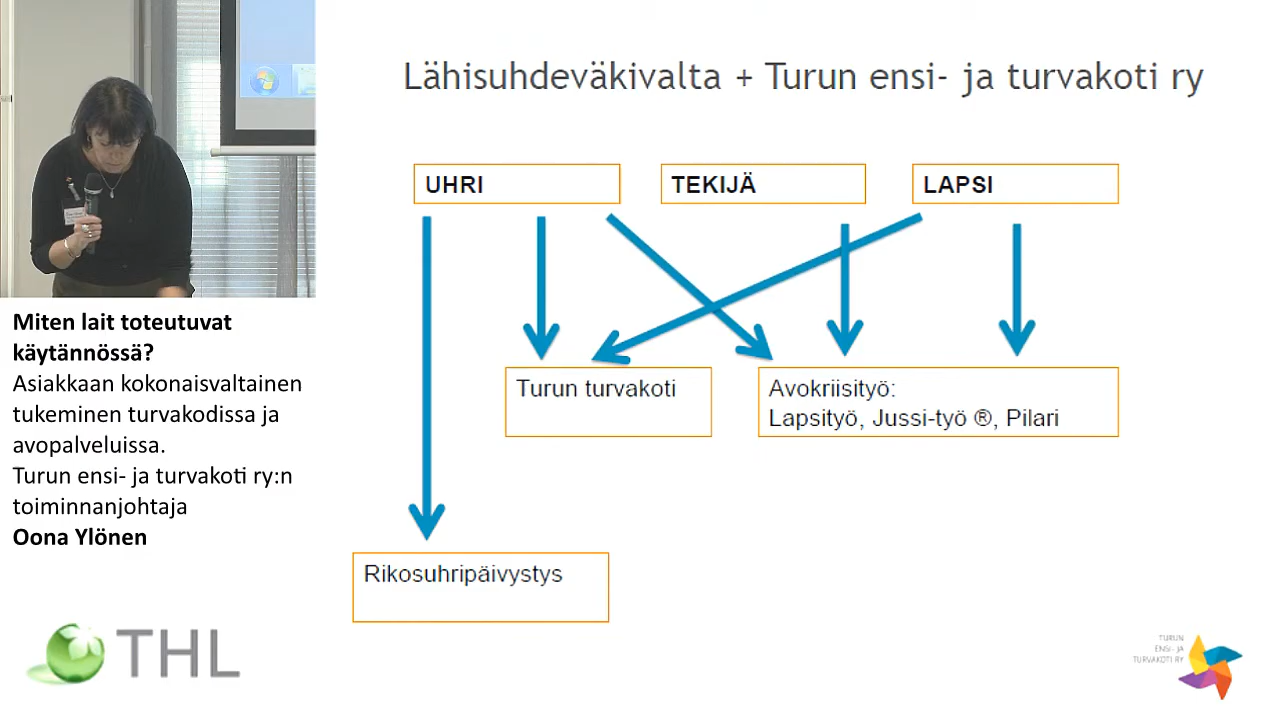 Lähisuhdeväkivalta + Turun ensi- ja turvakoti ry
UHRI
TEKIJÄ
LAPSI
Turun turvakoti
Avokriisityö:
Lapsityö, Jussi-työ ®, Pilari
Rikosuhripäivystys
Miten lait toteutuvat
käytännössä?
Asiakkaan kokonaisvaltainen
tukeminen turvakodissa ja
avopalveluissa.
Turun ensi- ja turvakoti ry:n
toiminnanjohtaja
Oona Ylönen
THL
TURUN
ENSI- JA
TURVAKOTI RY